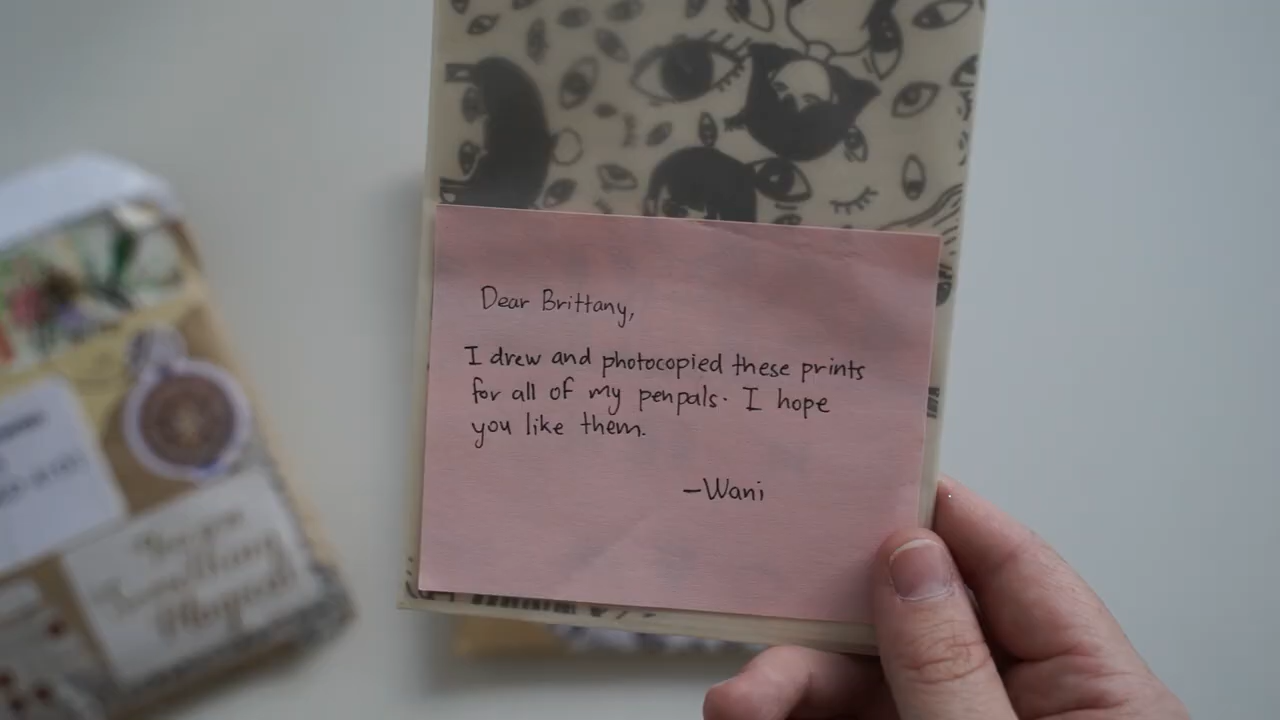 Dear Brittany,
I drew and photocopied these prints
for all of my penpals. I hope
you like them.
-Wani